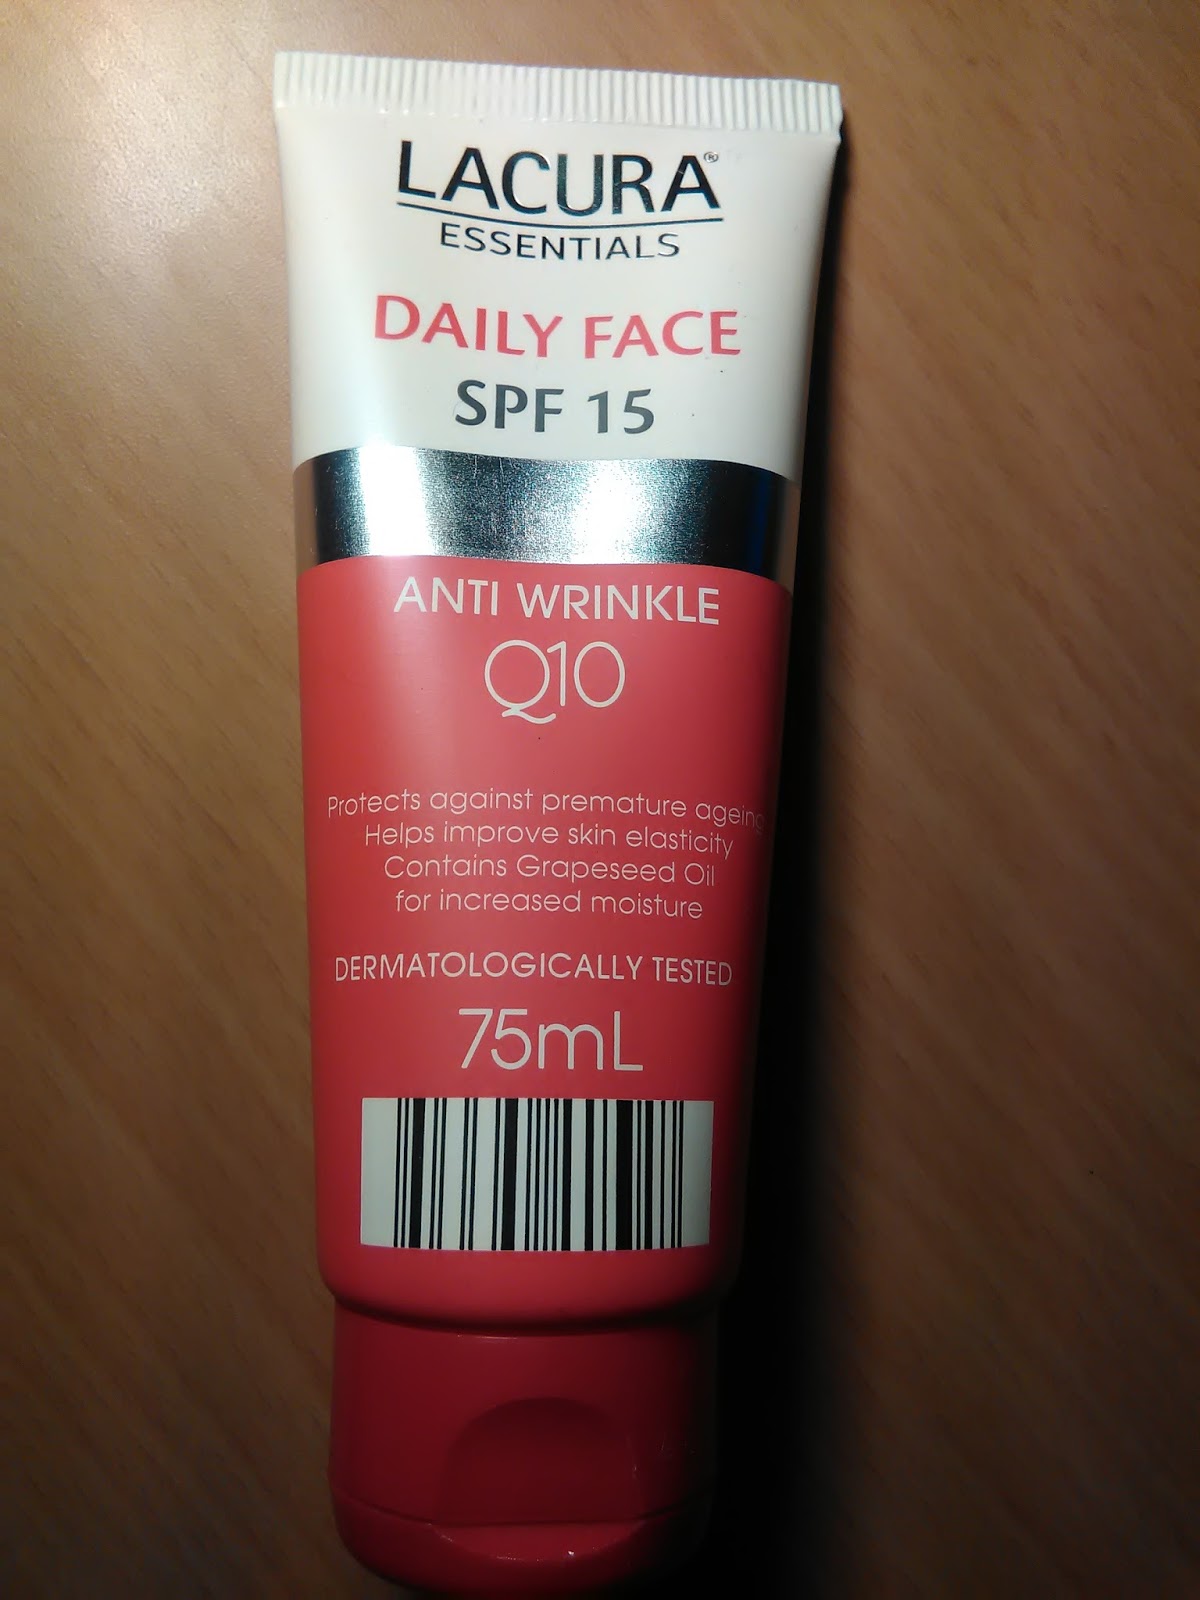 LACURA®
ESSENTIALS
DAILY FACE
SPF 15
ANTI WRINKLE
Q10
Protects against premature ageing
Helps improve skin elasticity
Contains Grapeseed Oil
for increased moisture
DERMATOLOGICALLY TESTED
75mL